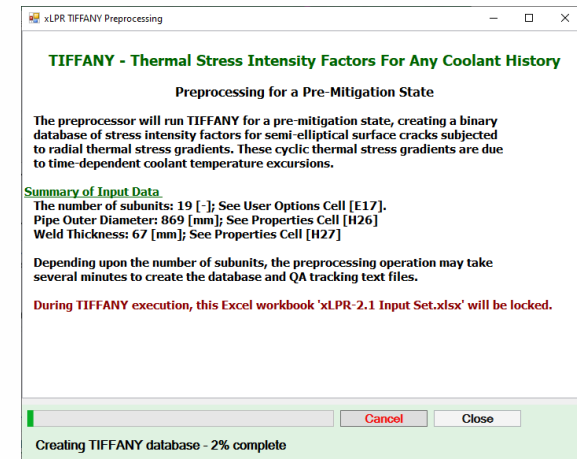 xLPR TIFFANY Preprocessing
TIFFANY - Thermal Stress Intensity Factors For Any Coolant History
Preprocessing for a Pre-Mitigation State
The preprocessor will run TIFFANY for a pre-mitigation state, creating a binary
database of stress intensity factors for semi-elliptical surface cracks subjected
to radial thermal stress gradients. These cyclic thermal stress gradients are due
to time-dependent coolant temperature excursions.
Summary of Input Data
The number of subunits: 19 [-]; See User Options Cell [E17].
Pipe Outer Diameter: 869 [mm]; See Properties Cell [H26]
Weld Thickness: 67 [mm]; See Properties Cell [H27]
Depending upon the number of subunits, the preprocessing operation may take
several minutes to create the database and QA tracking text files.
During TIFFANY execution, this Excel workbook 'xLPR-2.1 Input Set.xlsx' will be locked.
Cancel Close
Creating TIFFANY database - 2% complete